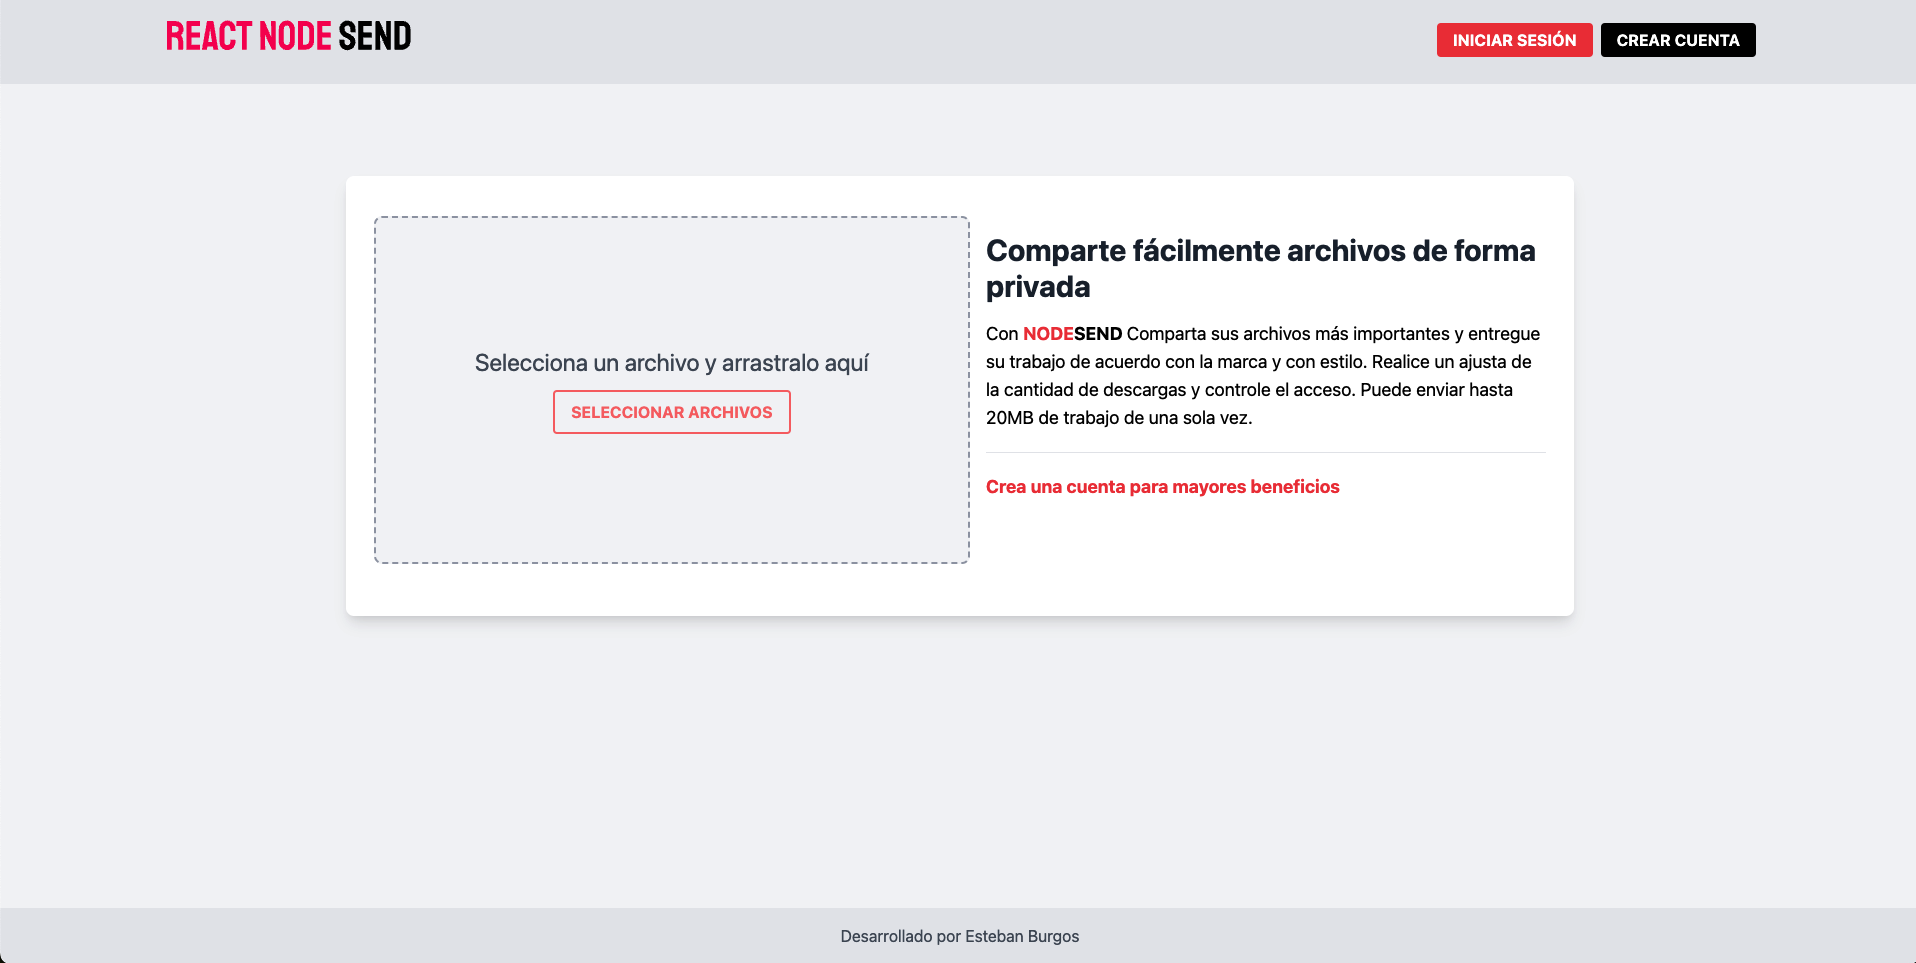 REACT NODE SEND
INICIAR SESIÓN
CREAR CUENTA
Selecciona un archivo y arrastralo aquí
SELECCIONAR ARCHIVOS
Comparte fácilmente archivos de forma
privada
Con NODESEND Comparta sus archivos más importantes y entregue
su trabajo de acuerdo con la marca y con estilo. Realice un ajusta de
la cantidad de descargas y controle el acceso. Puede enviar hasta
20MB de trabajo de una sola vez.
Crea una cuenta para mayores beneficios
Desarrollado por Esteban Burgos